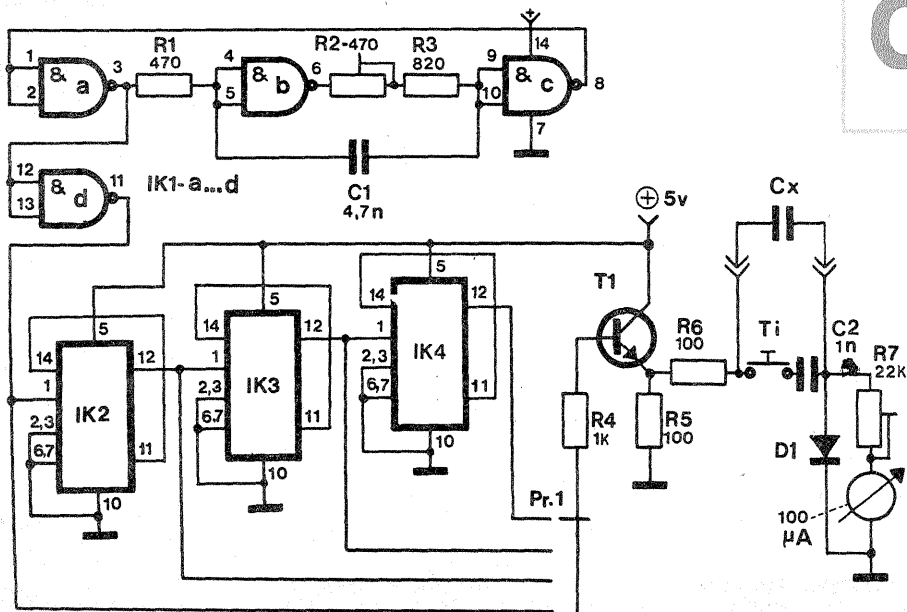 R1
470
R2-470
R3
820
+
14
1
2
3
& a
4
5
6
& b
9
10
8
& c
7
C1
4,7n
12
13
11
& d
IK1-a...d
+ 5v
Cx
5
14
12
1
2,3
6,7
11
10
IK2
5
14
12
1
2,3
6,7
11
10
IK3
5
14
12
1
2,3
6,7
11
10
IK4
T1
R6
100
Ti
C2
1n
R7
22k
R4
1k
R5
100
D1
Pr.1
100
µA